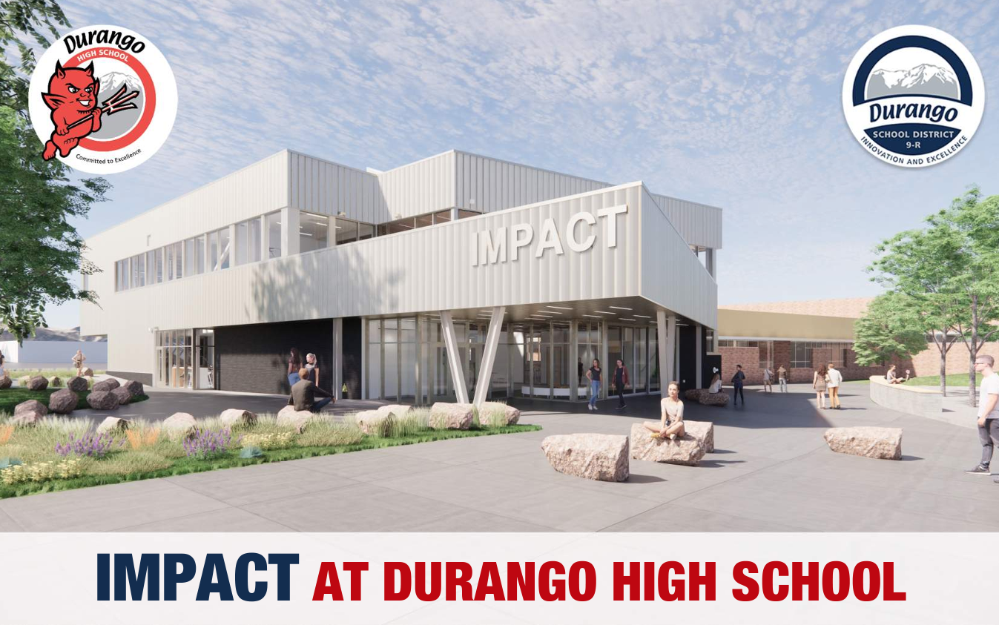 Durango
HIGH SCHOOL
Committed to Excellence
Durango
SCHOOL DISTRICT
9-R
INNOVATION AND EXCELLENCE
IMPACT
IMPACT AT DURANGO HIGH SCHOOL